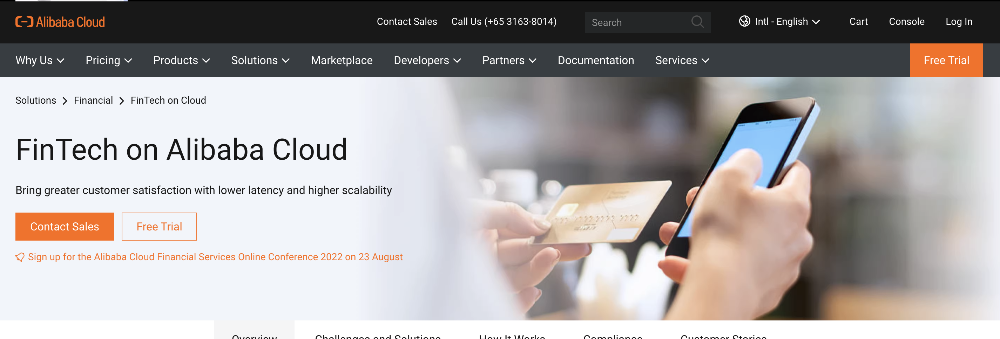 Alibaba Cloud
Contact Sales Call Us (+65 3163-8014) Search Intl - English Cart Console Log In
Why Us Pricing Products Solutions Marketplace Developers Partners Documentation Services Free Trial
Solutions > Financial > FinTech on Cloud
FinTech on Alibaba Cloud
Bring greater customer satisfaction with lower latency and higher scalability
Contact Sales Free Trial
Sign up for the Alibaba Cloud Financial Services Online Conference 2022 on 23 August
Overview Challenges and Solutions How It Works Compliance Customer Stories